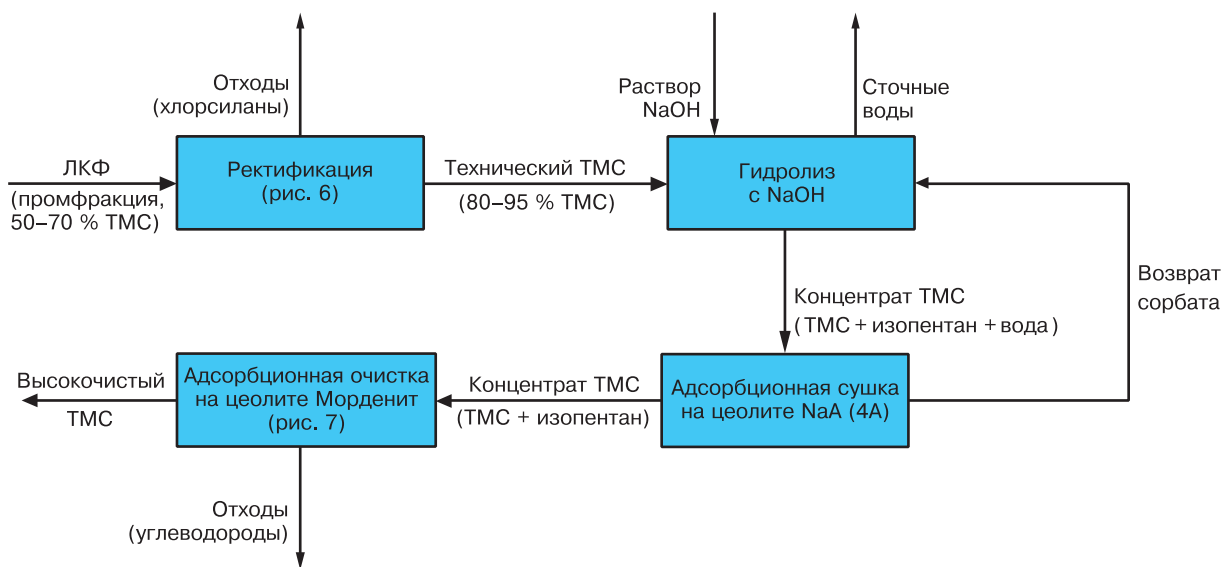 Отходы
(хлорсиланы)
Раствор
NaOH
Сточные
воды
ЛКФ
(промфракция,
50–70 % ТМС)
Ректификация
(рис. 6)
Технический ТМС
(80–95 % ТМС)
Гидролиз
с NaOH
Концентрат ТМС
(ТМС + изопентан + вода)
Возврат
сорбата
Высокочистый
ТМС
Адсорбционная очистка
на цеолите Морденит
(рис. 7)
Концентрат ТМС
(ТМС + изопентан)
Адсорбционная сушка
на цеолите NaA (4A)
Отходы
(углеводороды)